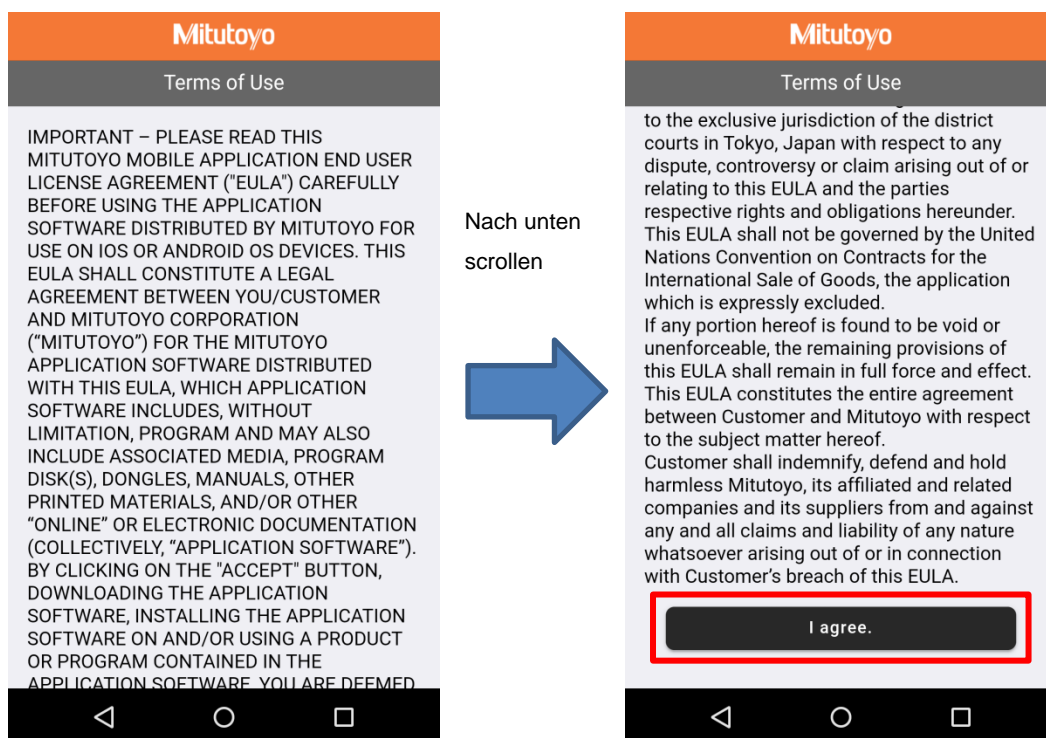 Mitutoyo
Terms of Use
IMPORTANT – PLEASE READ THIS
MITUTOYO MOBILE APPLICATION END USER
LICENSE AGREEMENT ("EULA") CAREFULLY
BEFORE USING THE APPLICATION
SOFTWARE DISTRIBUTED BY MITUTOYO FOR
USE ON IOS OR ANDROID OS DEVICES. THIS
EULA SHALL CONSTITUTE A LEGAL
AGREEMENT BETWEEN YOU/CUSTOMER
AND MITUTOYO CORPORATION
(“MITUTOYO”) FOR THE MITUTOYO
APPLICATION SOFTWARE DISTRIBUTED
WITH THIS EULA, WHICH APPLICATION
SOFTWARE INCLUDES, WITHOUT
LIMITATION, PROGRAM AND MAY ALSO
INCLUDE ASSOCIATED MEDIA, PROGRAM
DISK(S), DONGLES, MANUALS, OTHER
PRINTED MATERIALS, AND/OR OTHER
“ONLINE” OR ELECTRONIC DOCUMENTATION
(COLLECTIVELY, “APPLICATION SOFTWARE”).
BY CLICKING ON THE "ACCEPT" BUTTON,
DOWNLOADING THE APPLICATION
SOFTWARE, INSTALLING THE APPLICATION
SOFTWARE ON AND/OR USING A PRODUCT
OR PROGRAM CONTAINED IN THE
APPLICATION SOFTWARE, YOU ARE DEEMED
Nach unten
scrollen
Mitutoyo
Terms of Use
to the exclusive jurisdiction of the district
courts in Tokyo, Japan with respect to any
dispute, controversy or claim arising out of or
relating to this EULA and the parties
respective rights and obligations hereunder.
This EULA shall not be governed by the United
Nations Convention on Contracts for the
International Sale of Goods, the application
which is expressly excluded.
If any portion hereof is found to be void or
unenforceable, the remaining provisions of
this EULA shall remain in full force and effect.
This EULA constitutes the entire agreement
between Customer and Mitutoyo with respect
to the subject matter hereof.
Customer shall indemnify, defend and hold
harmless Mitutoyo, its affiliated and related
companies and its suppliers from and against
any and all claims and liability of any nature
whatsoever arising out of or in connection
with Customer’s breach of this EULA.
I agree.